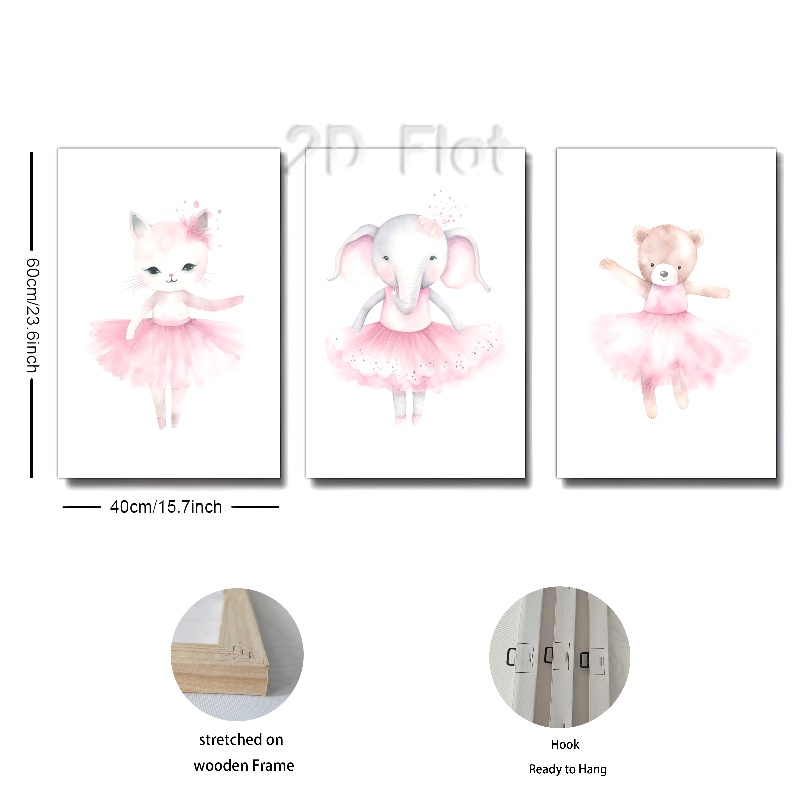 2D Flat
60cm/23.6inch
40cm/15.7inch
stretched on
wooden Frame
Hook
Ready to Hang